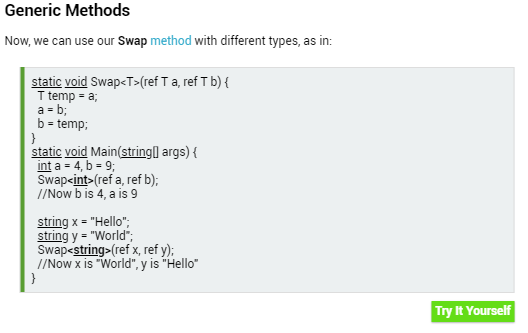 Generic Methods
Now, we can use our Swap method with different types, as in:
static void Swap<T>(ref T a, ref T b) {
T temp = a;
a = b;
b = temp;
}
static void Main(string[] args) {
int a = 4, b = 9;
Swap<int>(ref a, ref b);
//Now b is 4, a is 9
string x = "Hello";
string y = "World";
Swap<string>(ref x, ref y);
//Now x is "World", y is "Hello"
}
Try It Yourself